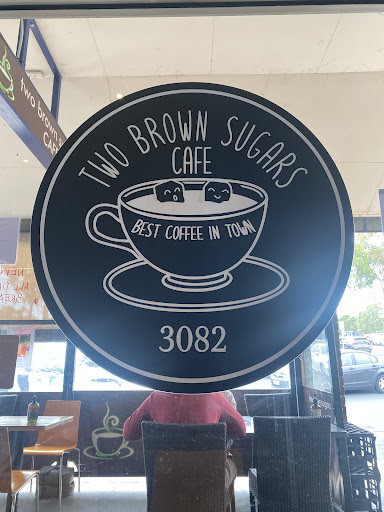 TWO BROWN SUGARS
CAFE
BEST COFFEE IN TOWN
3082
two brown s
CAFE